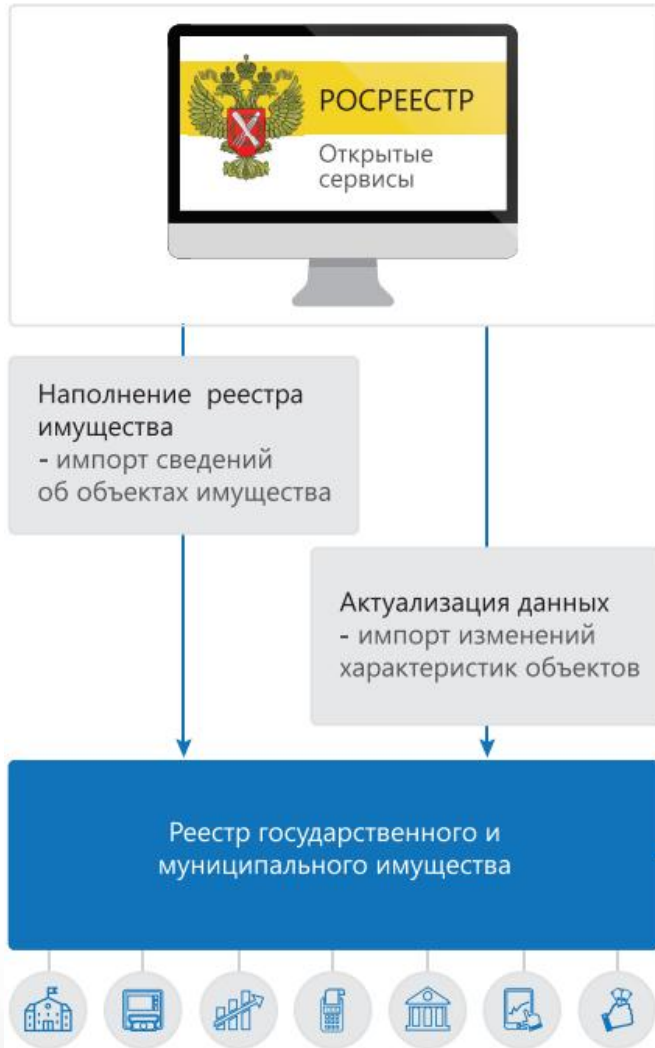 РОСРЕЕСТР
Открытые
сервисы
Наполнение реестра
имущества
- импорт сведений
об объектах имущества
Актуализация данных
- импорт изменений
характеристик объектов
Реестр государственного и
муниципального имущества